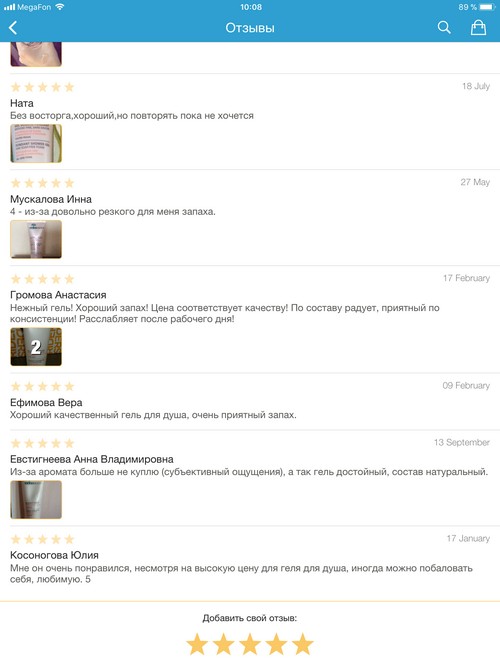 MegaFon
10:08
89 %
Отзывы
18 July
Ната
Без восторга,хороший,но повторять пока не хочется
27 May
Мускалова Инна
4 - из-за довольно резкого для меня запаха.
17 February
Громова Анастасия
Нежный гель! Хороший запах! Цена соответствует качеству! По составу радует, приятный по
консистенции! Расслабляет после рабочего дня!
2
09 February
Ефимова Вера
Хороший качественный гель для душа, очень приятный запах.
13 September
Евстигнеева Анна Владимировна
Из-за аромата больше не куплю (субъективный ощущения), а так гель достойный, состав натуральный.
17 January
Косоногова Юлия
Мне он очень понравился, несмотря на высокую цену для геля для душа, иногда можно побаловать
себя, любимую. 5
Добавить свой отзыв: